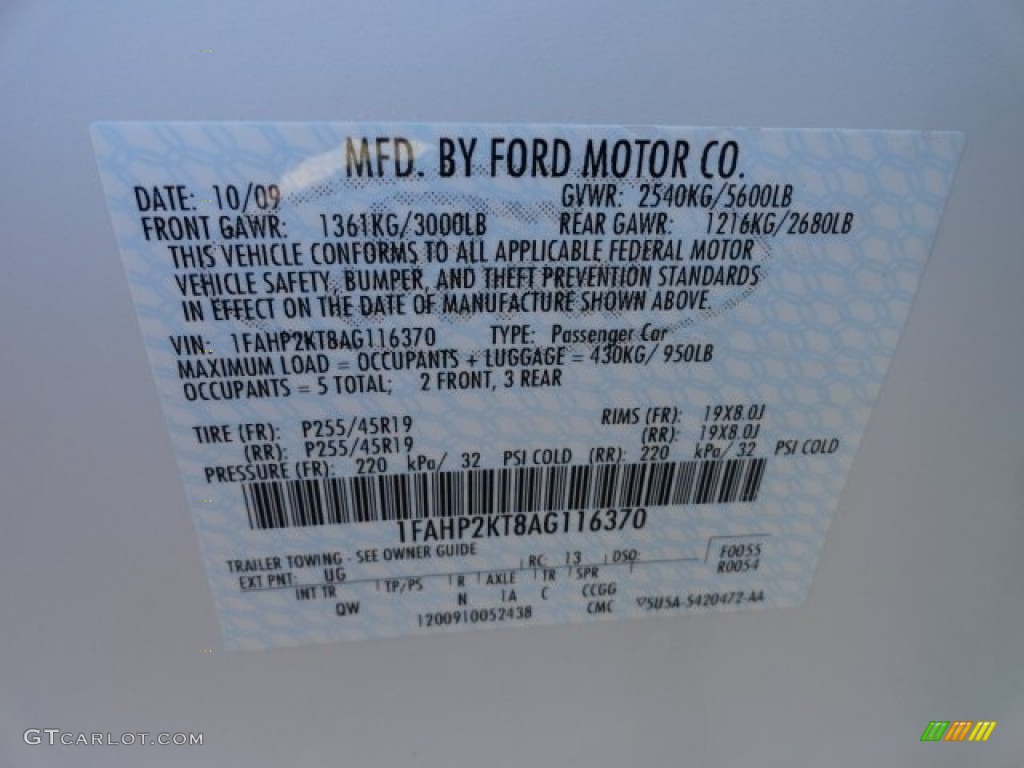 MFD. BY FORD MOTOR CO.
DATE: 10/09 GVWR: 2540KG/5600LB
FRONT GAWR: 1361KG/3000LB REAR GAWR: 1216KG/2680LB
THIS VEHICLE CONFORMS TO ALL APPLICABLE FEDERAL MOTOR
VEHICLE SAFETY, BUMPER, AND THEFT PREVENTION STANDARDS
IN EFFECT ON THE DATE OF MANUFACTURE SHOWN ABOVE.
VIN: 1FAHP2KT8AG116370 TYPE: Passenger Car
MAXIMUM LOAD = OCCUPANTS + LUGGAGE = 430KG/ 950LB
OCCUPANTS = 5 TOTAL; 2 FRONT, 3 REAR
TIRE (FR): P255/45R19 RIMS (FR): 19X8.0J
(RR): P255/45R19 (RR): 19X8.0J
PRESSURE (FR): 220 kPa/ 32 PSI COLD (RR): 220 kPa/ 32 PSI COLD
1FAHP2KT8AG116370
TRAILER TOWING - SEE OWNER GUIDE RC: 13 DSO: F0055
EXT PNT: UG R0054
INT TR TP/PS R AXLE TR SPR
QW N 1A C CCGG
1200910052438 CMC ▽5U5A-5420472-AA
GTCARLOT.COM